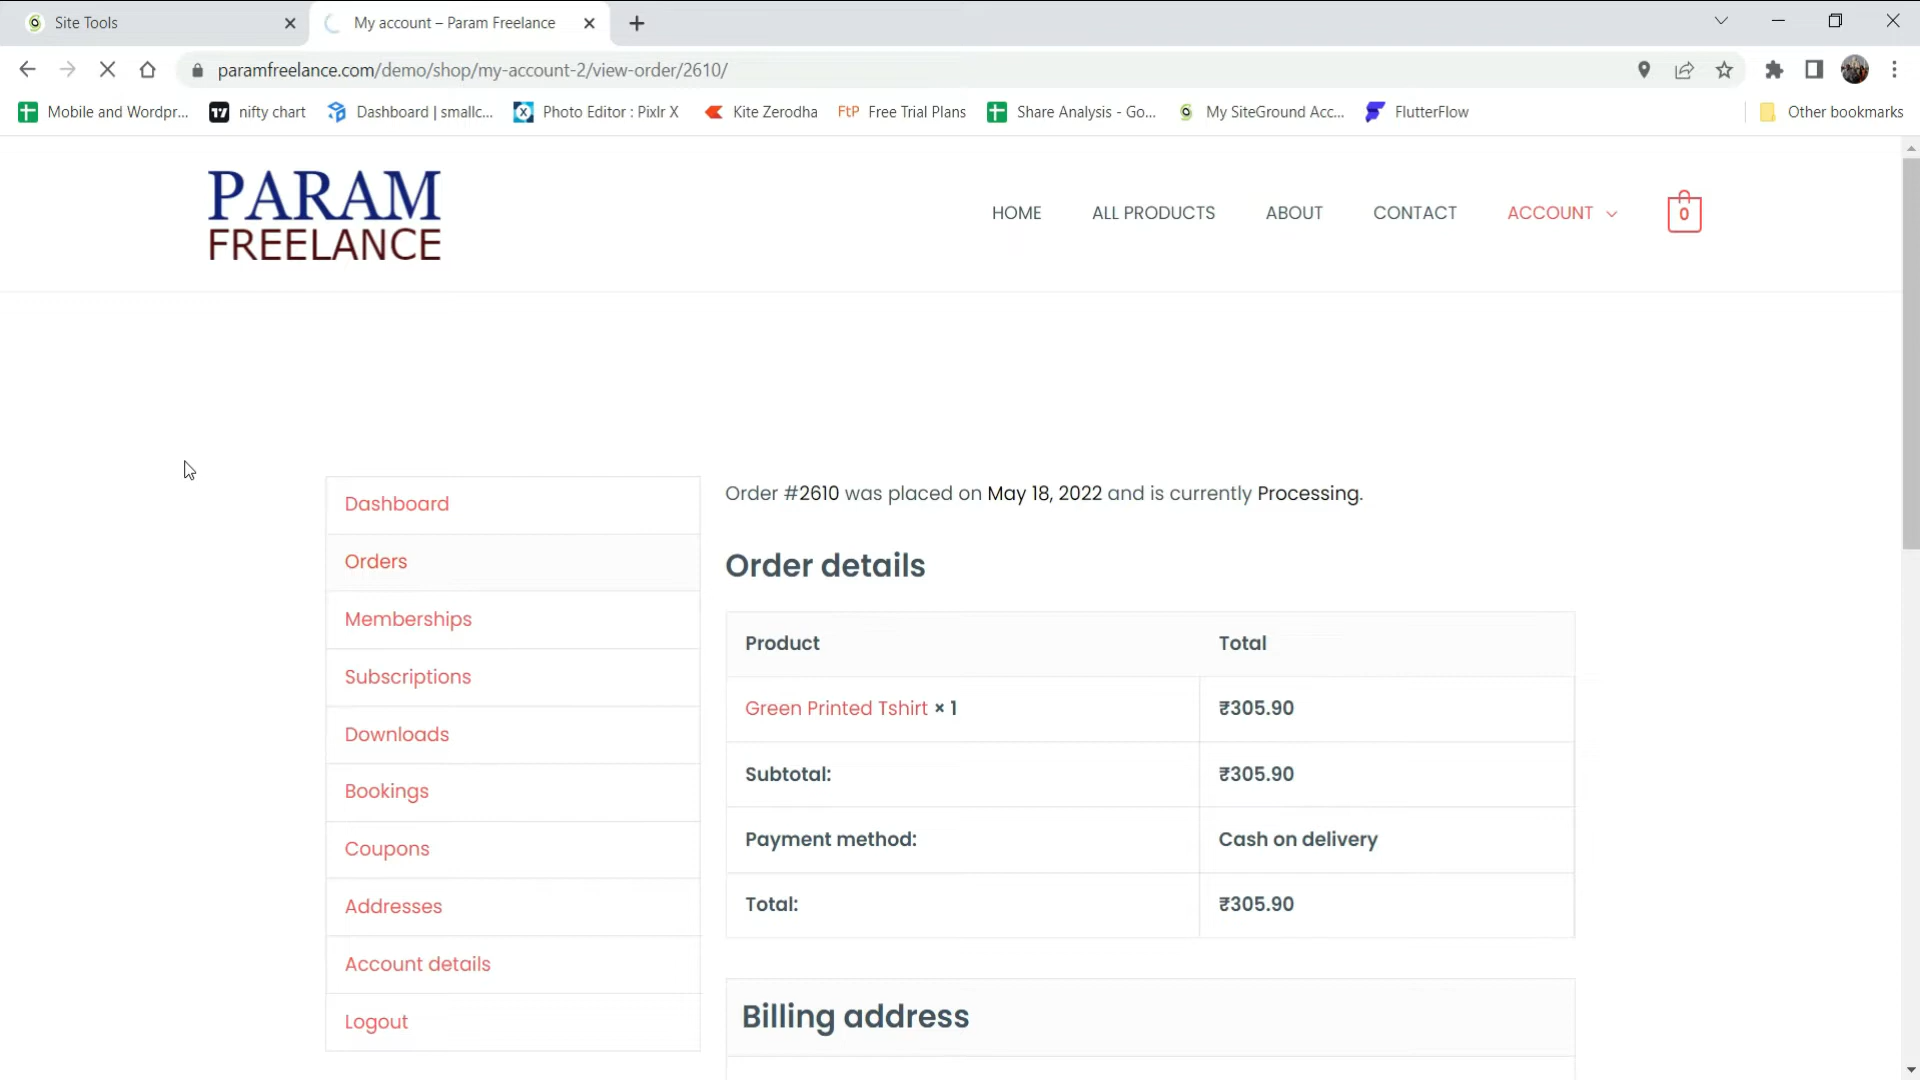 Site Tools
My account – Param Freelance
paramfreelance.com/demo/shop/my-account-2/view-order/2610/
Mobile and Wordpr...
nifty chart
Dashboard | smallc...
Photo Editor : Pixlr X
Kite Zerodha
FtP Free Trial Plans
Share Analysis - Go...
My SiteGround Acc...
FlutterFlow
Other bookmarks
PARAM
FREELANCE
HOME
ALL PRODUCTS
ABOUT
CONTACT
ACCOUNT
0
Dashboard
Orders
Memberships
Subscriptions
Downloads
Bookings
Coupons
Addresses
Account details
Logout
Order #2610 was placed on May 18, 2022 and is currently Processing.
Order details
Product Total
Green Printed Tshirt × 1 ₹305.90
Subtotal: ₹305.90
Payment method: Cash on delivery
Total: ₹305.90
Billing address